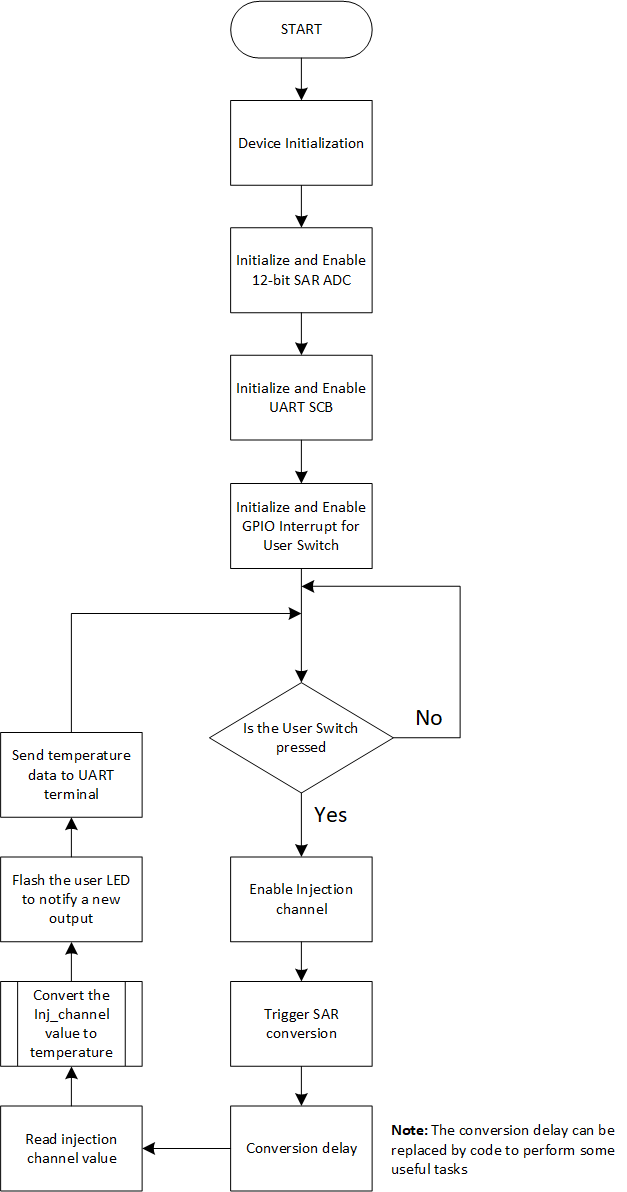 START
Device Initialization
Initialize and Enable
12-bit SAR ADC
Initialize and Enable
UART SCB
Initialize and Enable
GPIO Interrupt for
User Switch
Is the User Switch
pressed
No
Yes
Enable Injection
channel
Trigger SAR
conversion
Conversion delay
Read injection
channel value
Convert the
Inj_channel
value to
temperature
Flash the user LED
to notify a new
output
Send temperature
data to UART
terminal
Note: The conversion delay can be
replaced by code to perform some
useful tasks